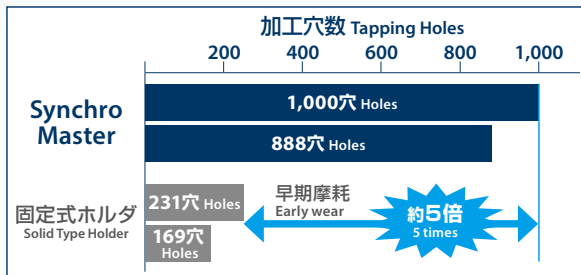 加工穴数 Tapping Holes
200 400 600 800 1,000
Synchro
Master
1,000穴 Holes
888穴 Holes
固定式ホルダ
Solid Type Holder
231穴 Holes
169穴
Holes
早期摩耗
Early wear
約5倍
5 times